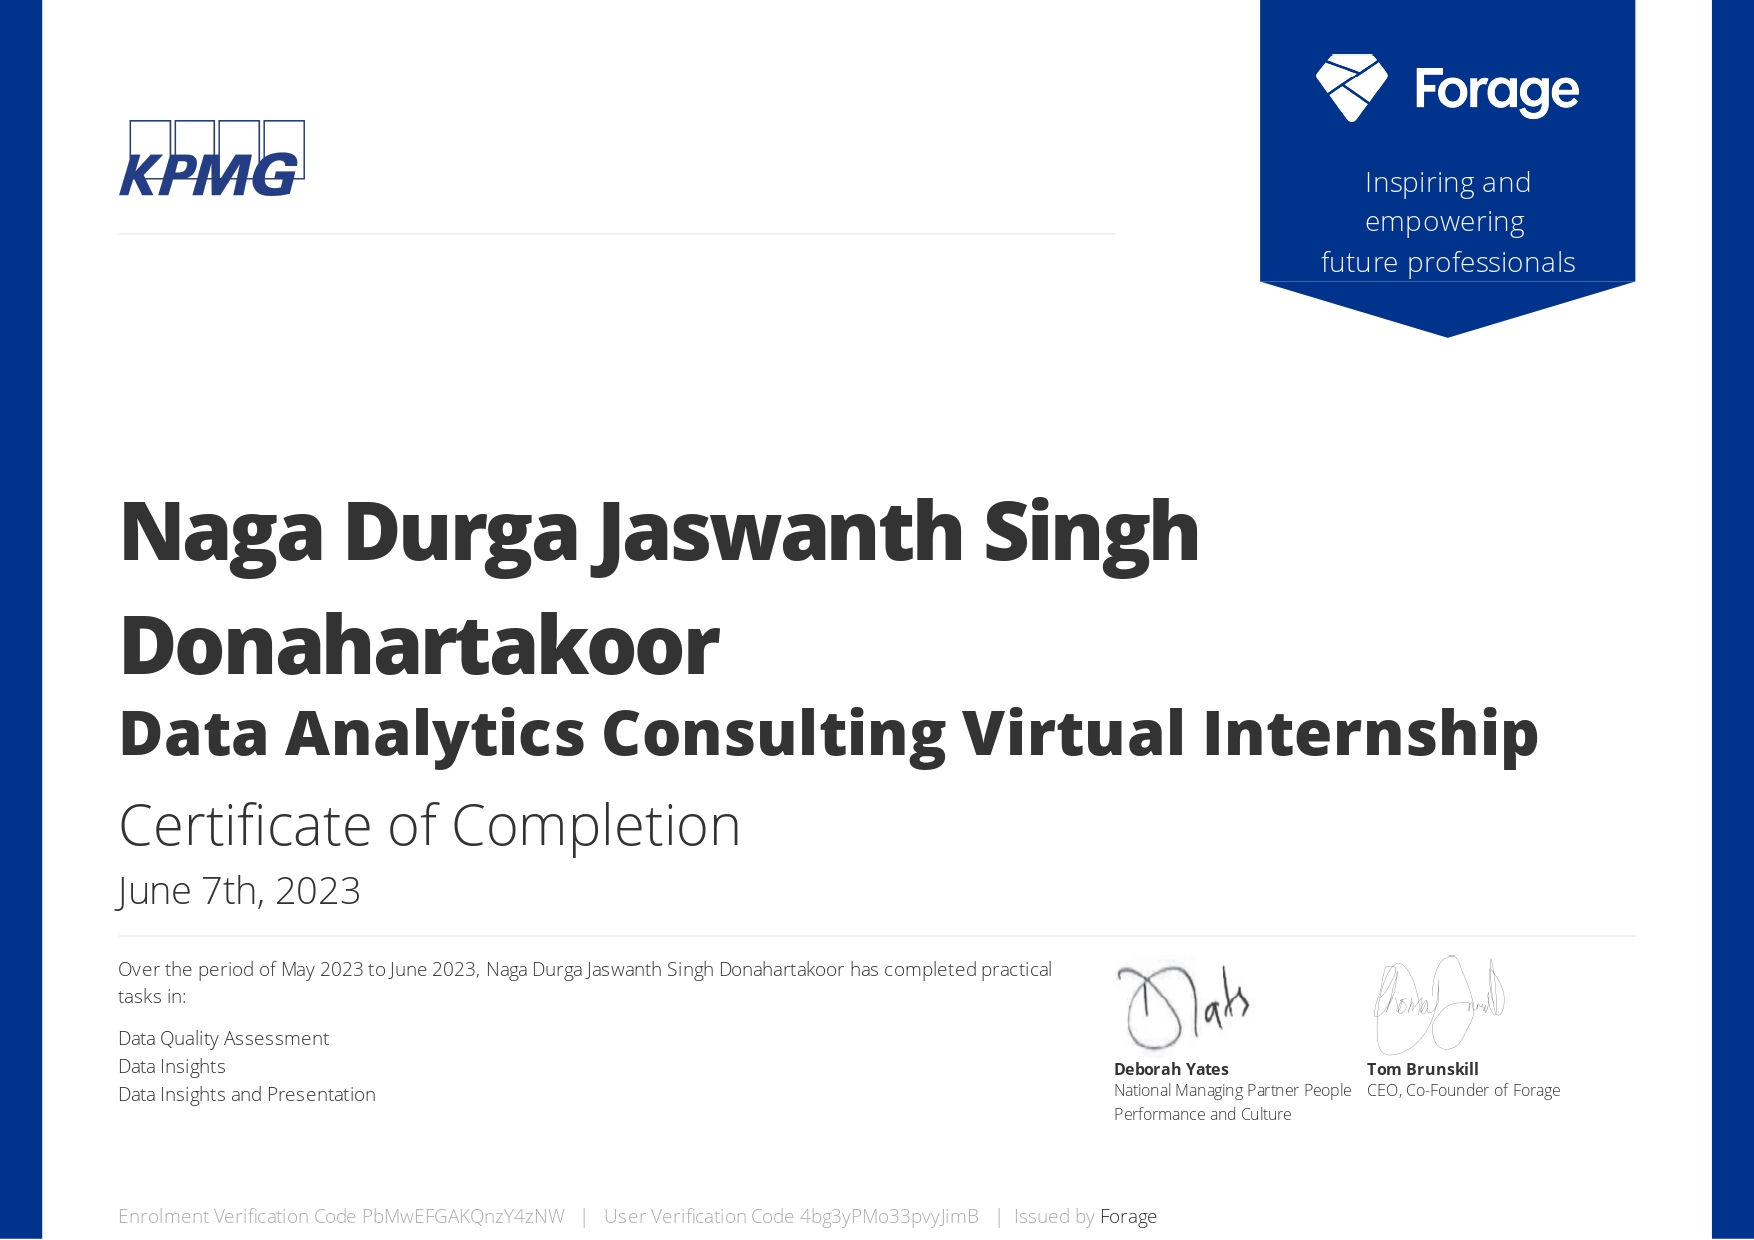 KPMG
Forage
Inspiring and
empowering
future professionals
Naga Durga Jaswanth Singh
Donahartakoor
Data Analytics Consulting Virtual Internship
Certificate of Completion
June 7th, 2023
Over the period of May 2023 to June 2023, Naga Durga Jaswanth Singh Donahartakoor has completed practical
tasks in:
Data Quality Assessment
Data Insights
Data Insights and Presentation
Deborah Yates
National Managing Partner People
Performance and Culture
Tom Brunskill
CEO, Co-Founder of Forage
Enrolment Verification Code PbMwEFGAKQnzY4zNW | User Verification Code 4bg3yPMo33pvyJimB | Issued by Forage